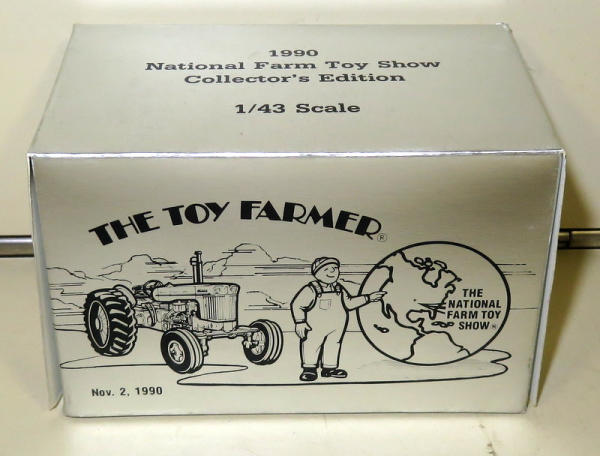 1990
National Farm Toy Show
Collector's Edition
1/43 Scale
THE TOY FARMER®
THE
NATIONAL
FARM TOY
SHOW®
Nov. 2, 1990